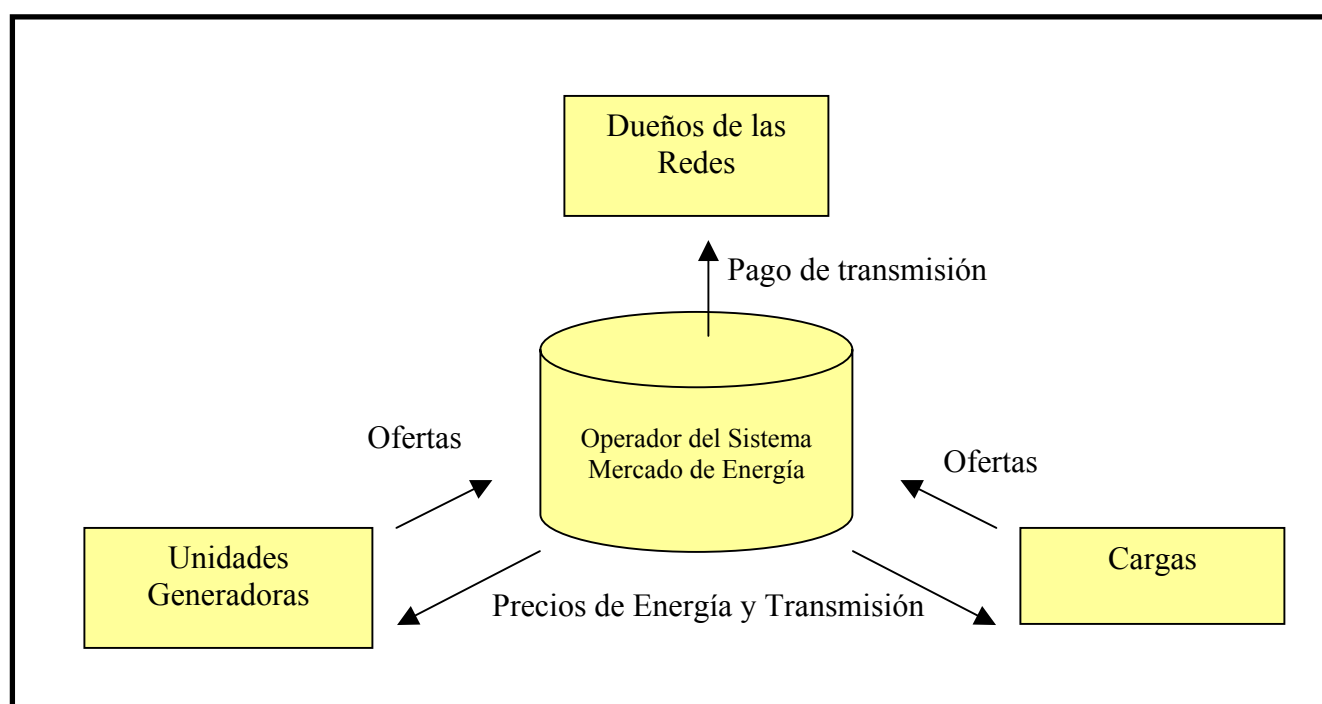 Dueños de las
Redes
Pago de transmisión
Ofertas
Operador del Sistema
Mercado de Energía
Ofertas
Unidades
Generadoras
Cargas
Precios de Energía y Transmisión